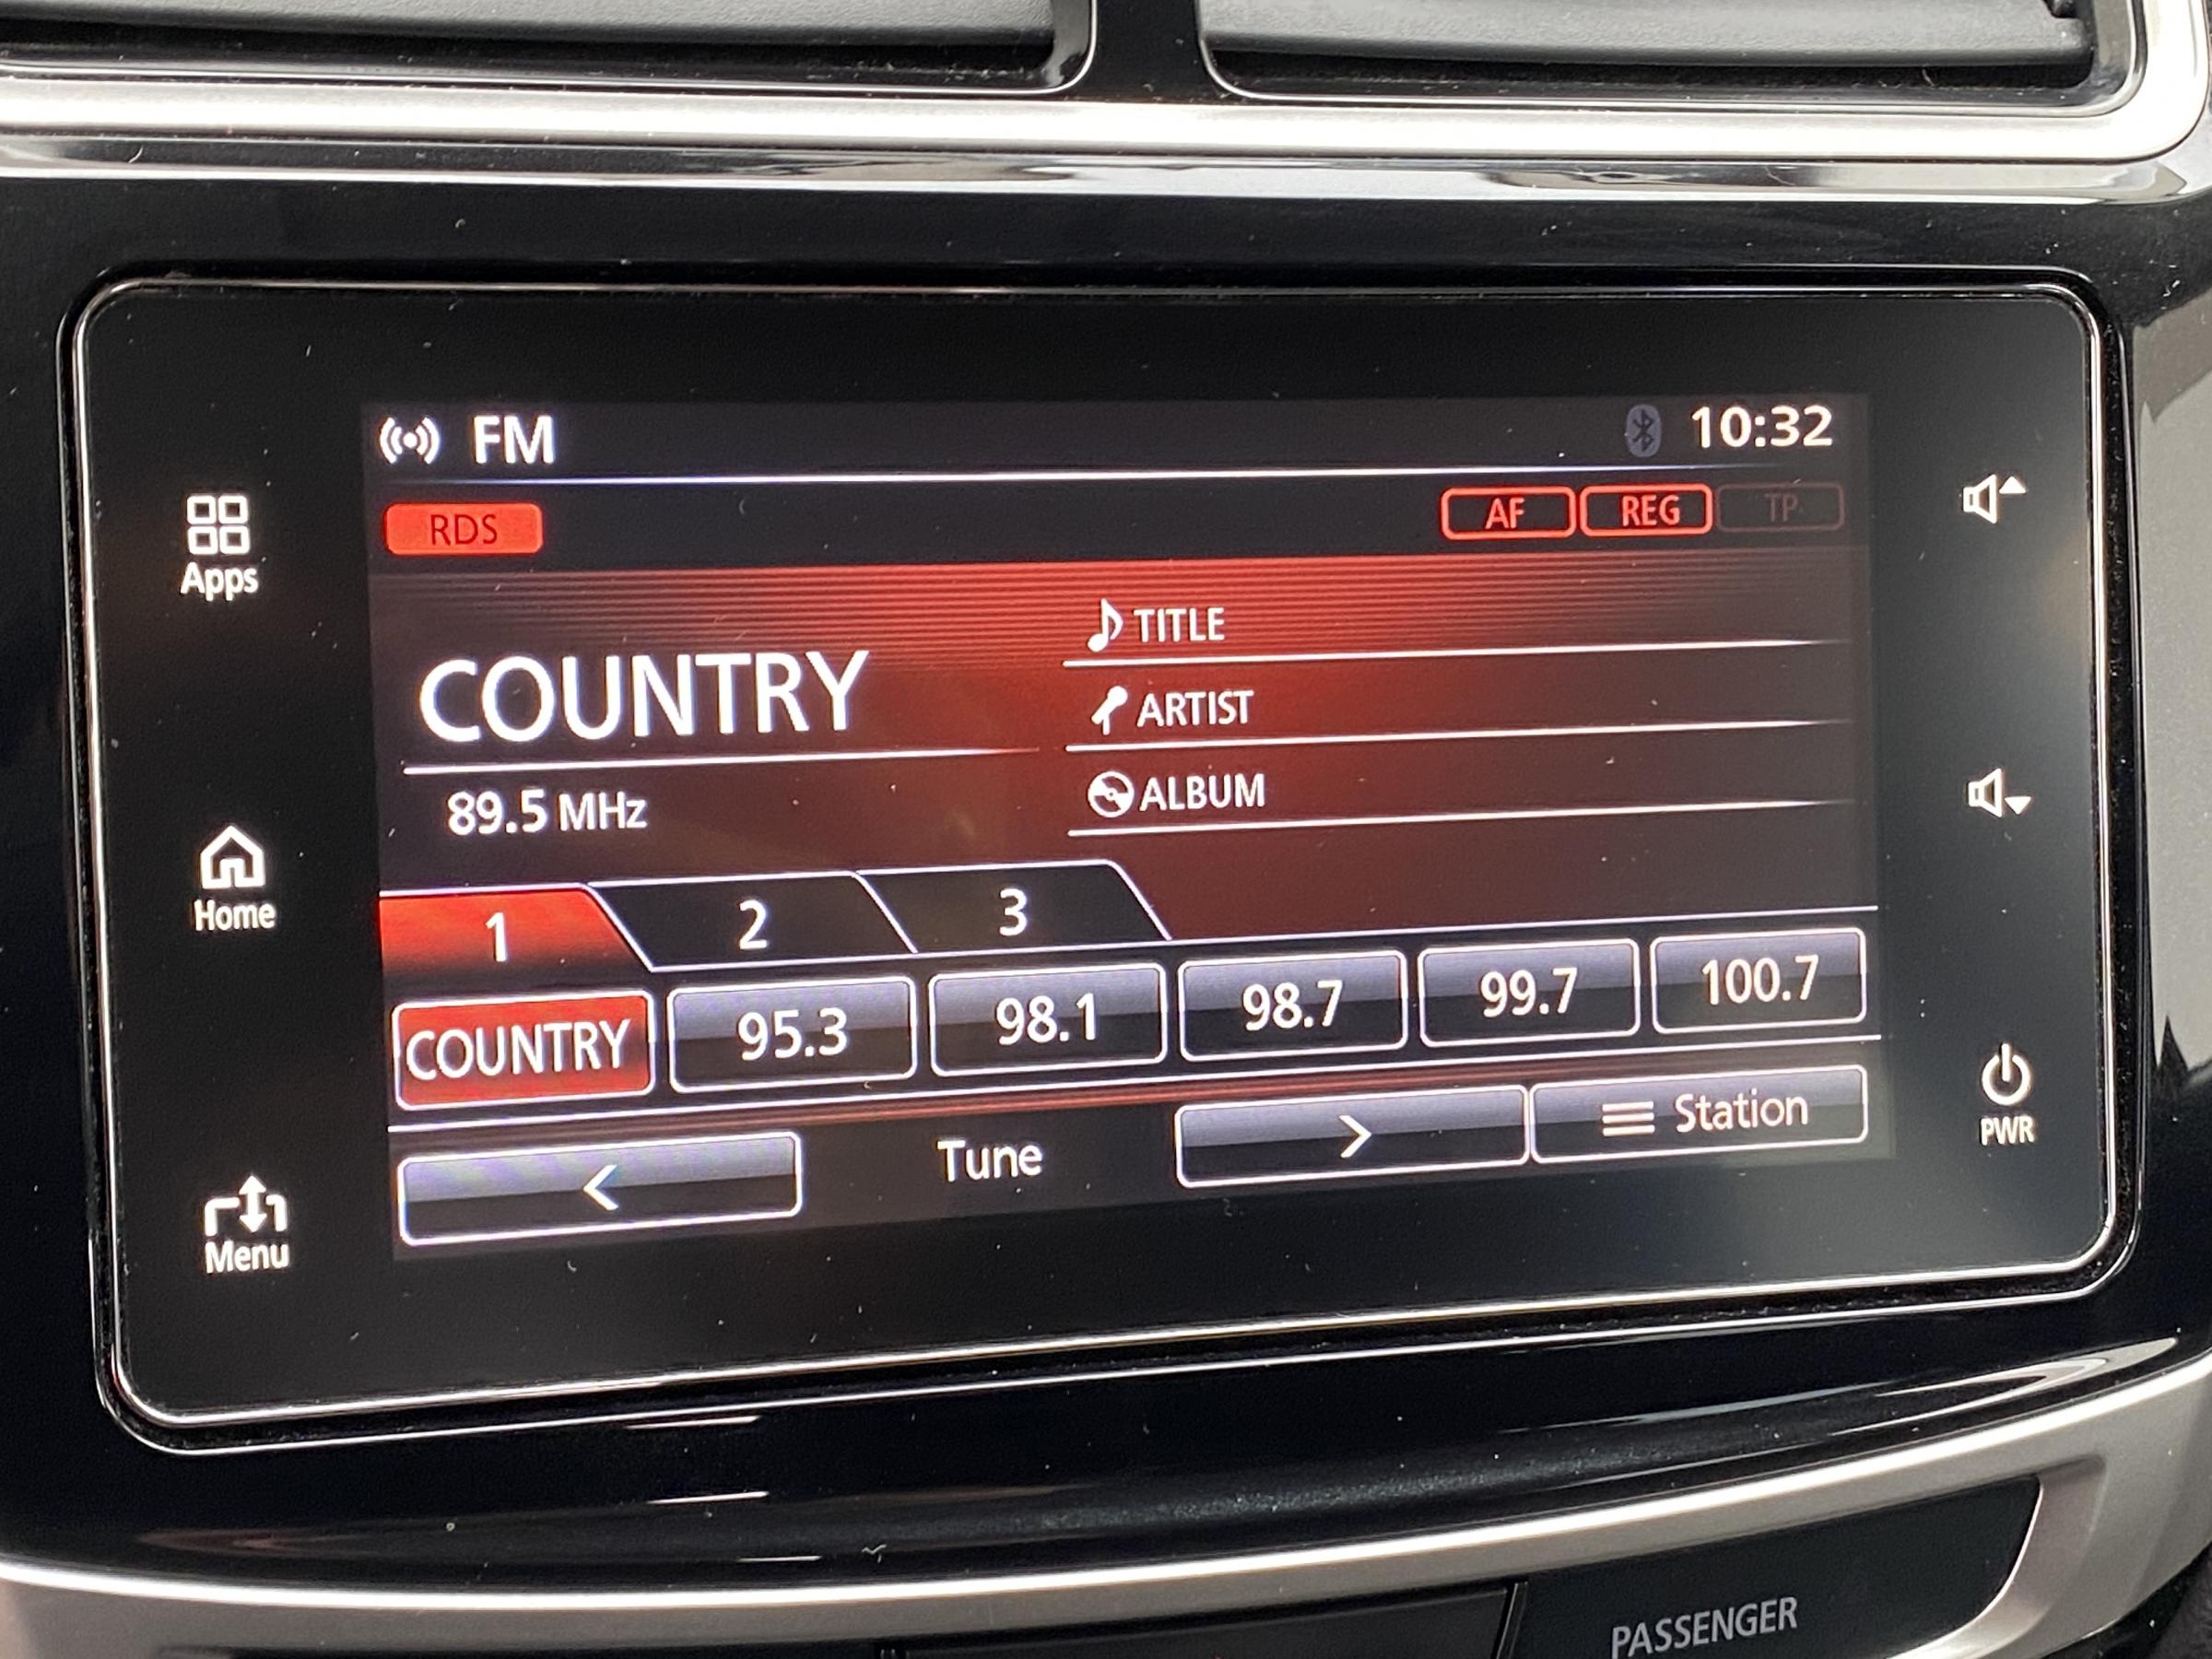 FM
10:32
RDS
AF REG TP
Apps
TITLE
COUNTRY
ARTIST
89.5 MHz
ALBUM
Home
1 2 3
COUNTRY 95.3 98.1 98.7 99.7 100.7
< Tune > Station
PWR
Menu
PASSENGER